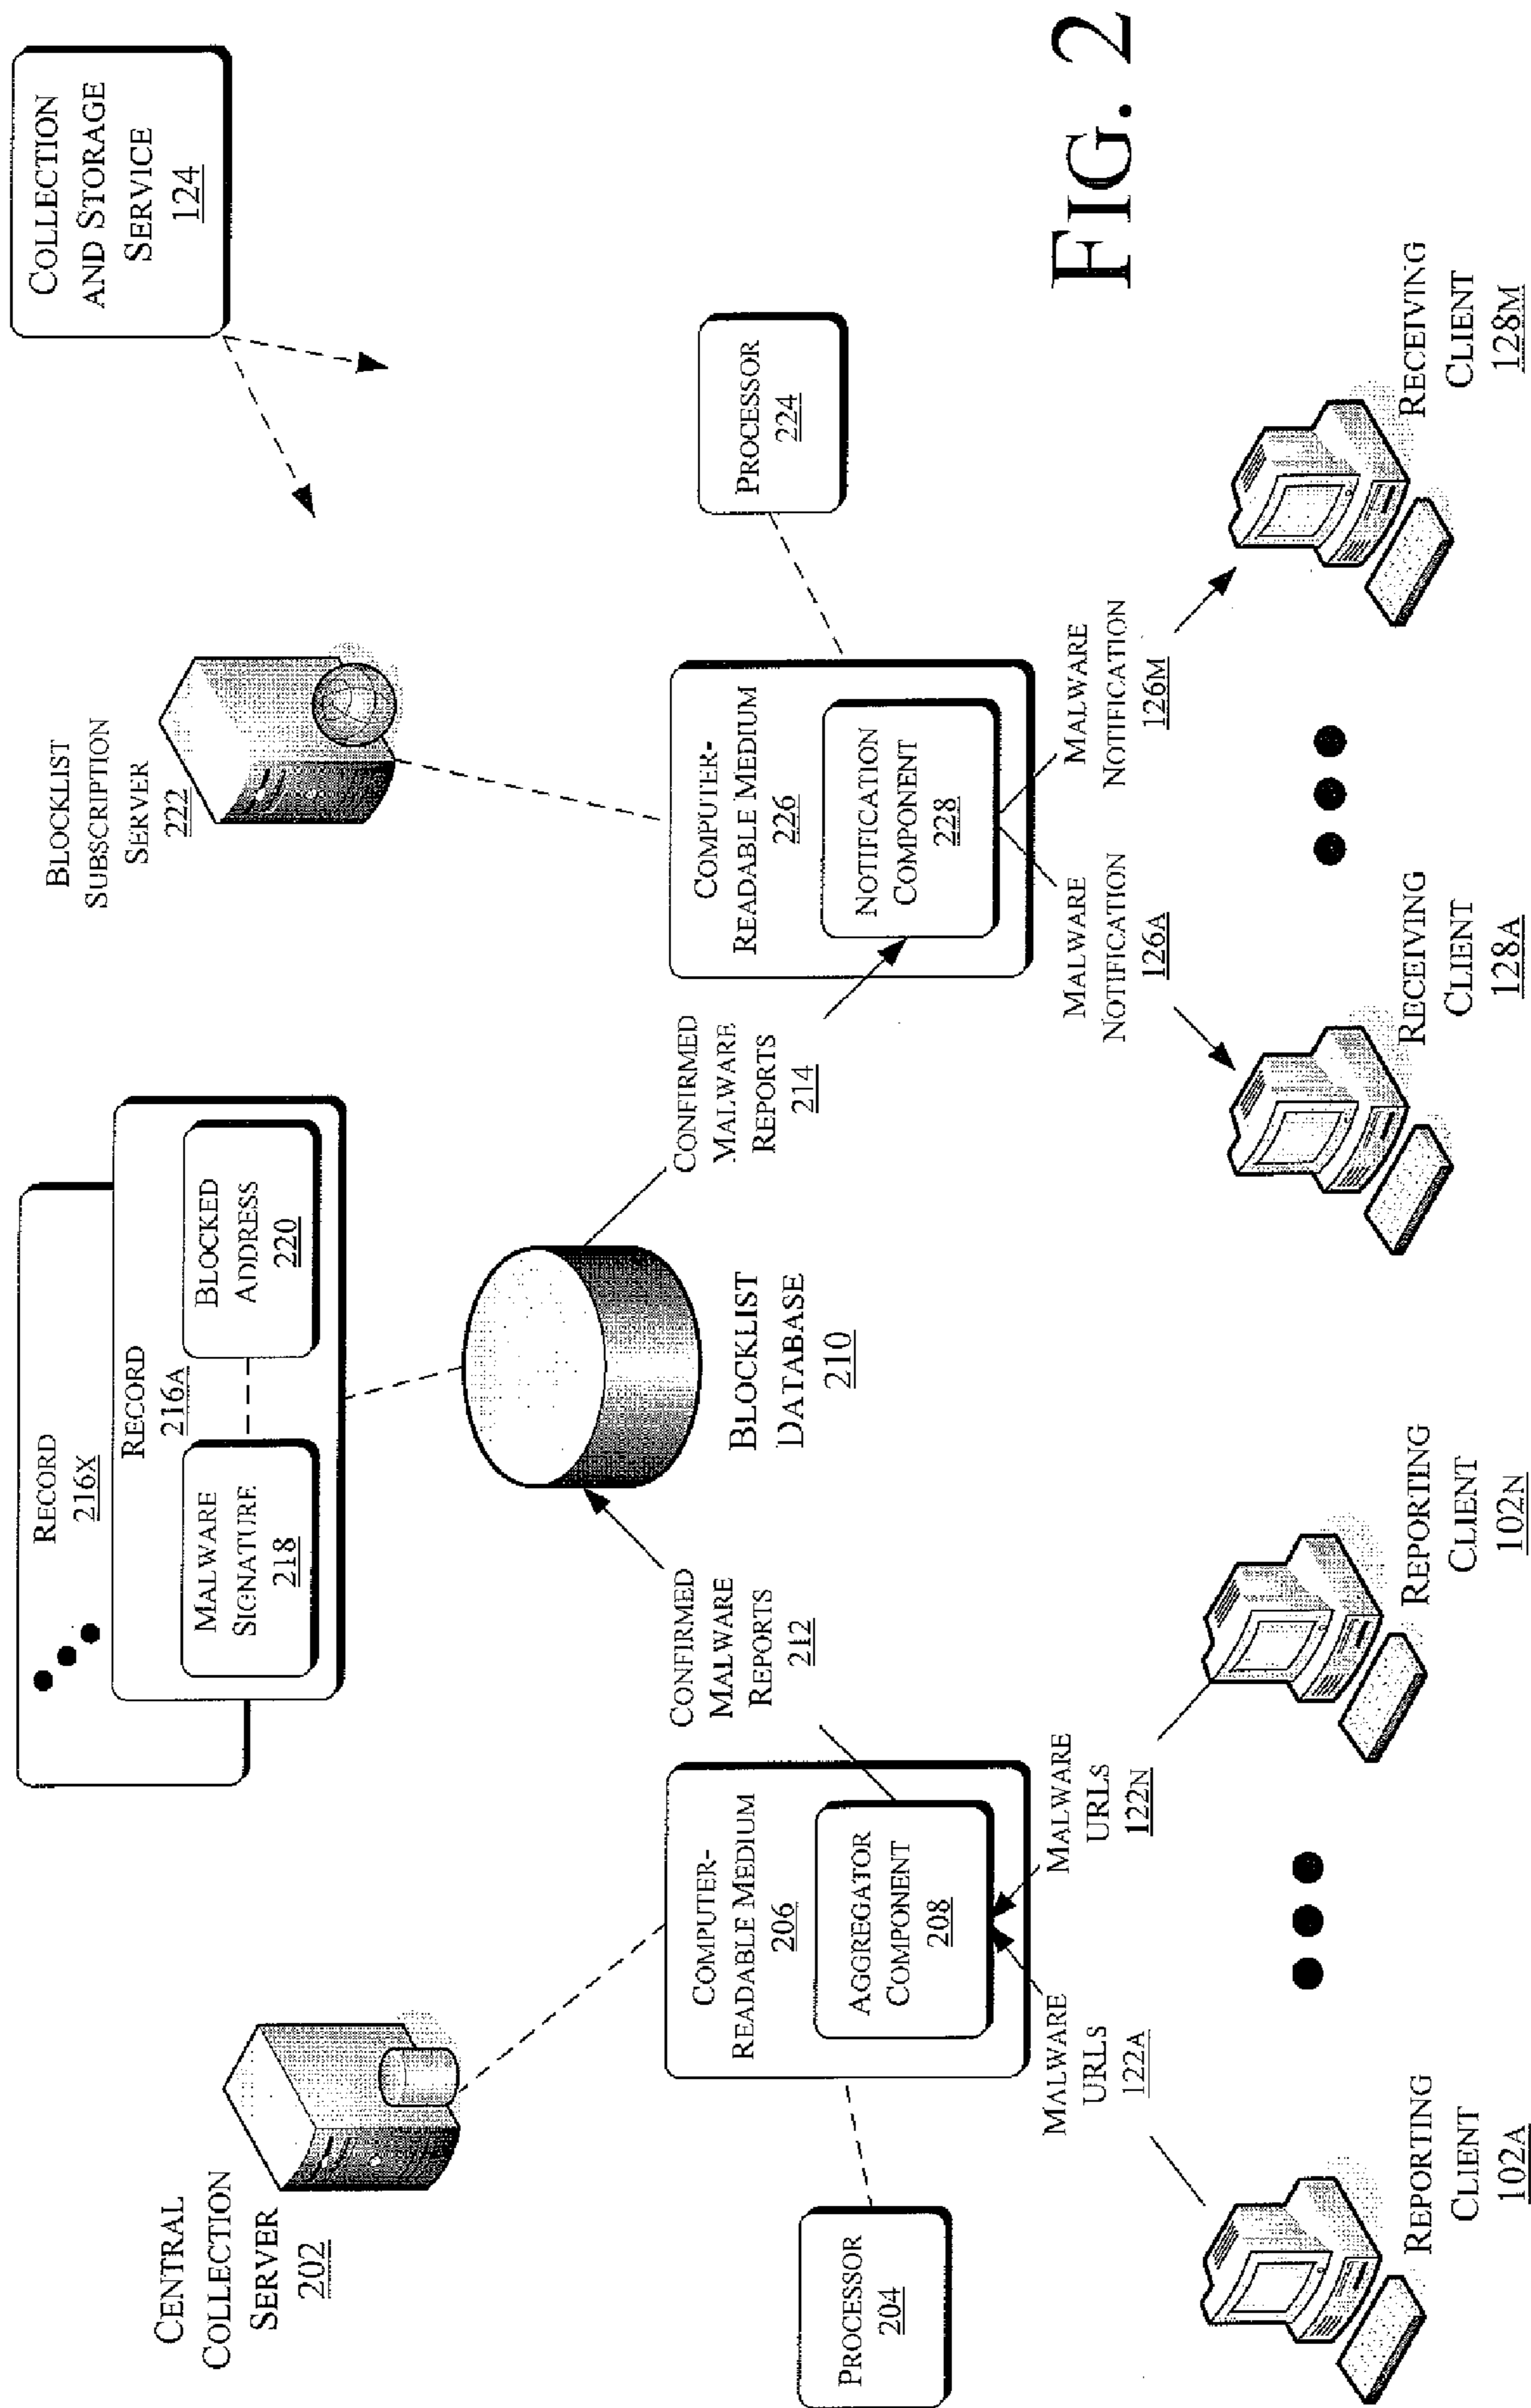 COLLECTION
AND STORAGE
SERVICE
124
BLOCKLIST
SUBSCRIPTION
SERVER
222
RECORD
216X
RECORD
216A
MALWARE
SIGNATURE
218
BLOCKED
ADDRESS
220
CENTRAL
COLLECTION
SERVER
202
BLOCKLIST
DATABASE
210
CONFIRMED
MALWARE
REPORTS
212
CONFIRMED
MALWARE
REPORTS
214
PROCESSOR
204
COMPUTER-
READABLE MEDIUM
206
AGGREGATOR
COMPONENT
208
COMPUTER-
READABLE MEDIUM
226
NOTIFICATION
COMPONENT
228
PROCESSOR
224
MALWARE
URLS
122A
MALWARE
URLS
122N
MALWARE
NOTIFICATION
126A
MALWARE
NOTIFICATION
126M
REPORTING
CLIENT
102A
REPORTING
CLIENT
102N
RECEIVING
CLIENT
128A
RECEIVING
CLIENT
128M
FIG. 2